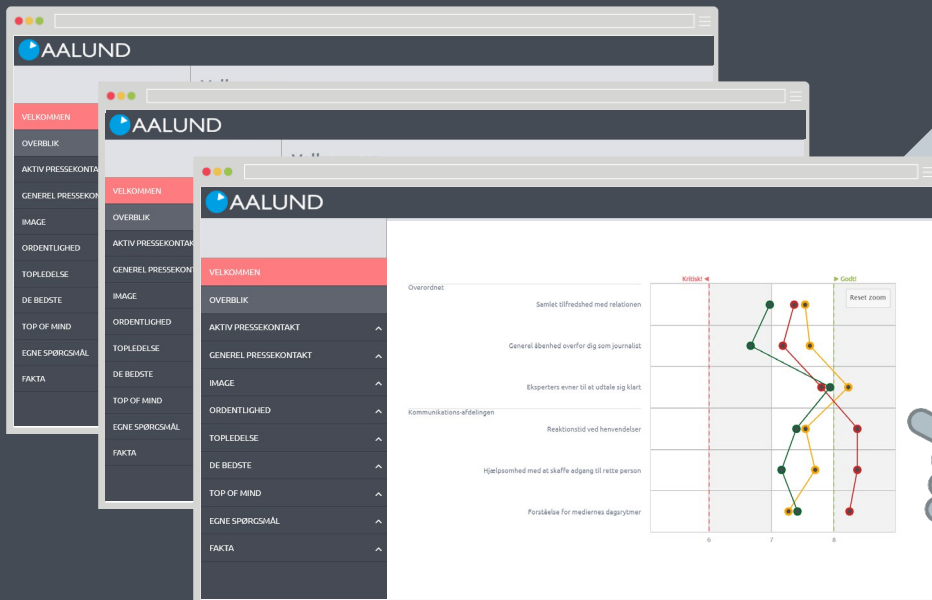 AALUND
VELKOMMEN
OVERBLIK
AKTIV PRESSEKONTA
GENEREL PRESSEKON
IMAGE
ORDENTLIGHED
TOPLEDELSE
DE BEDSTE
TOP OF MIND
EGNE SPØRGSMÅL
FAKTA
AALUND
VELKOMMEN
OVERBLIK
AKTIV PRESSEKONTAK
GENEREL PRESSEKON
IMAGE
ORDENTLIGHED
TOPLEDELSE
DE BEDSTE
TOP OF MIND
EGNE SPØRGSMÅL
FAKTA
AALUND
VELKOMMEN
OVERBLIK
AKTIV PRESSEKONTAKT
GENEREL PRESSEKONTAKT
IMAGE
ORDENTLIGHED
TOPLEDELSE
DE BEDSTE
TOP OF MIND
EGNE SPØRGSMÅL
FAKTA
Kritisk! ◄ ► Godt!
Reset zoom
Overordnet
Samlet tilfredshed med relationen
Generel åbenhed overfor dig som journalist
Eksperters evner til at udtale sig klart
Kommunikations-afdelingen
Reaktionstid ved henvendelser
Hjælpsomhed med at skaffe adgang til rette person
Forståelse for mediernes dagsrytmer
6 7 8